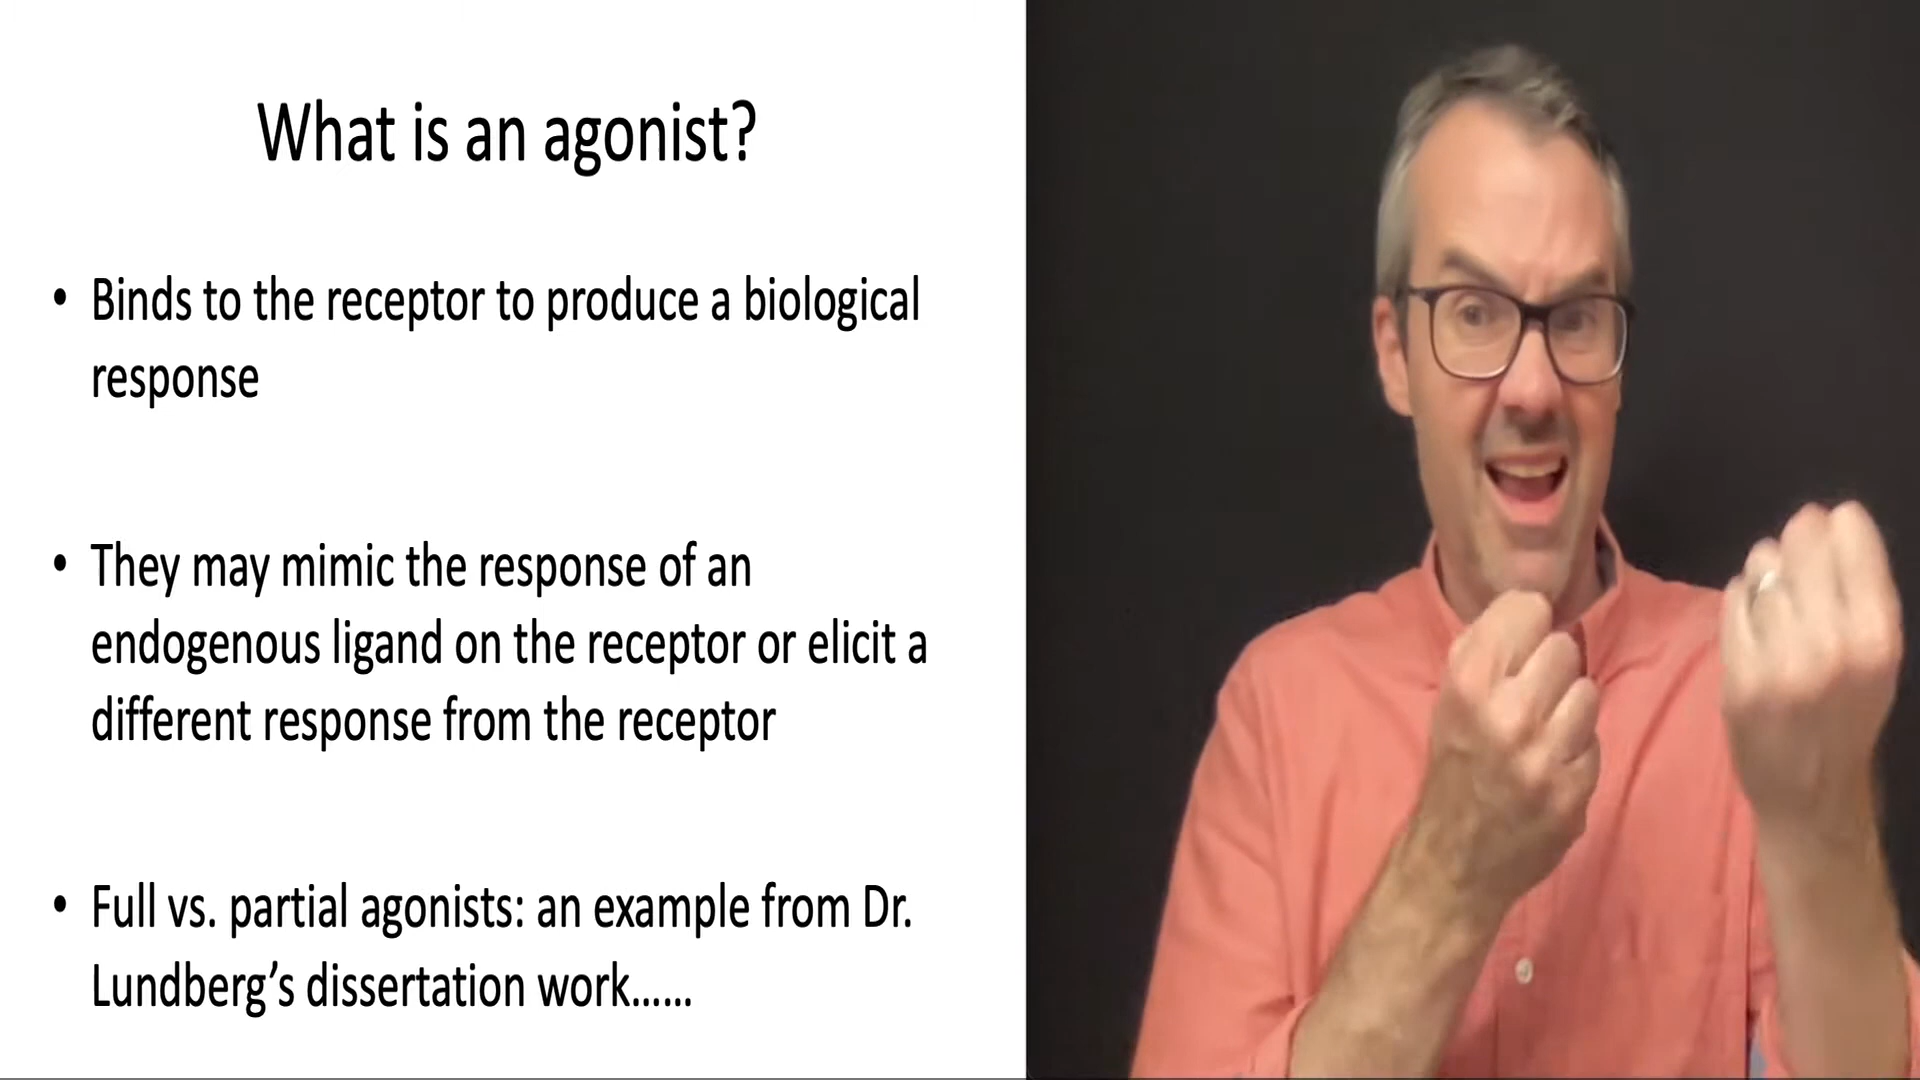 What is an agonist?
• Binds to the receptor to produce a biological
response
• They may mimic the response of an
endogenous ligand on the receptor or elicit a
different response from the receptor
• Full vs. partial agonists: an example from Dr.
Lundberg’s dissertation work……